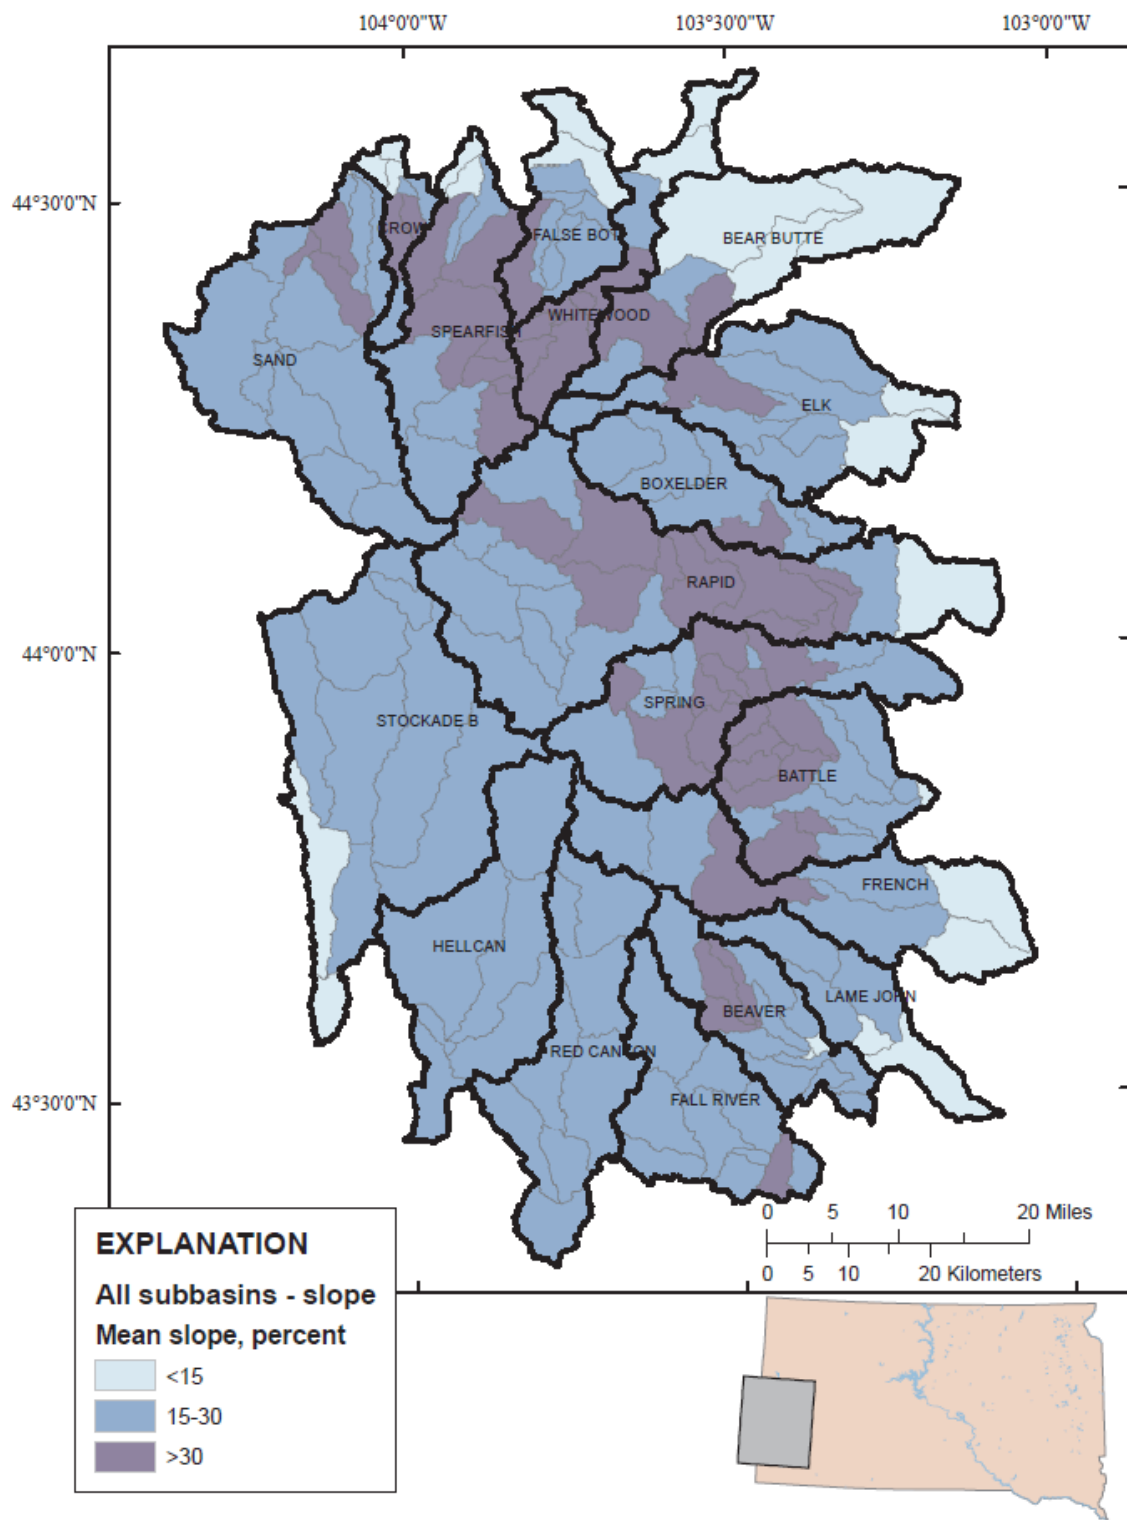 104°0'0"W 103°30'0"W 103°0'0"W
44°30'0"N
CROW
FALSE BOT
BEAR BUTTE
WHITEWOOD
SPEARFISH
SAND
ELK
BOXELDER
RAPID
44°0'0"N
SPRING
STOCKADE B
BATTLE
FRENCH
HELLCAN
LAME JOHN
BEAVER
RED CANYON
43°30'0"N
FALL RIVER
0 5 10 20 Miles
0 5 10 20 Kilometers
EXPLANATION
All subbasins - slope
Mean slope, percent
<15
15-30
>30